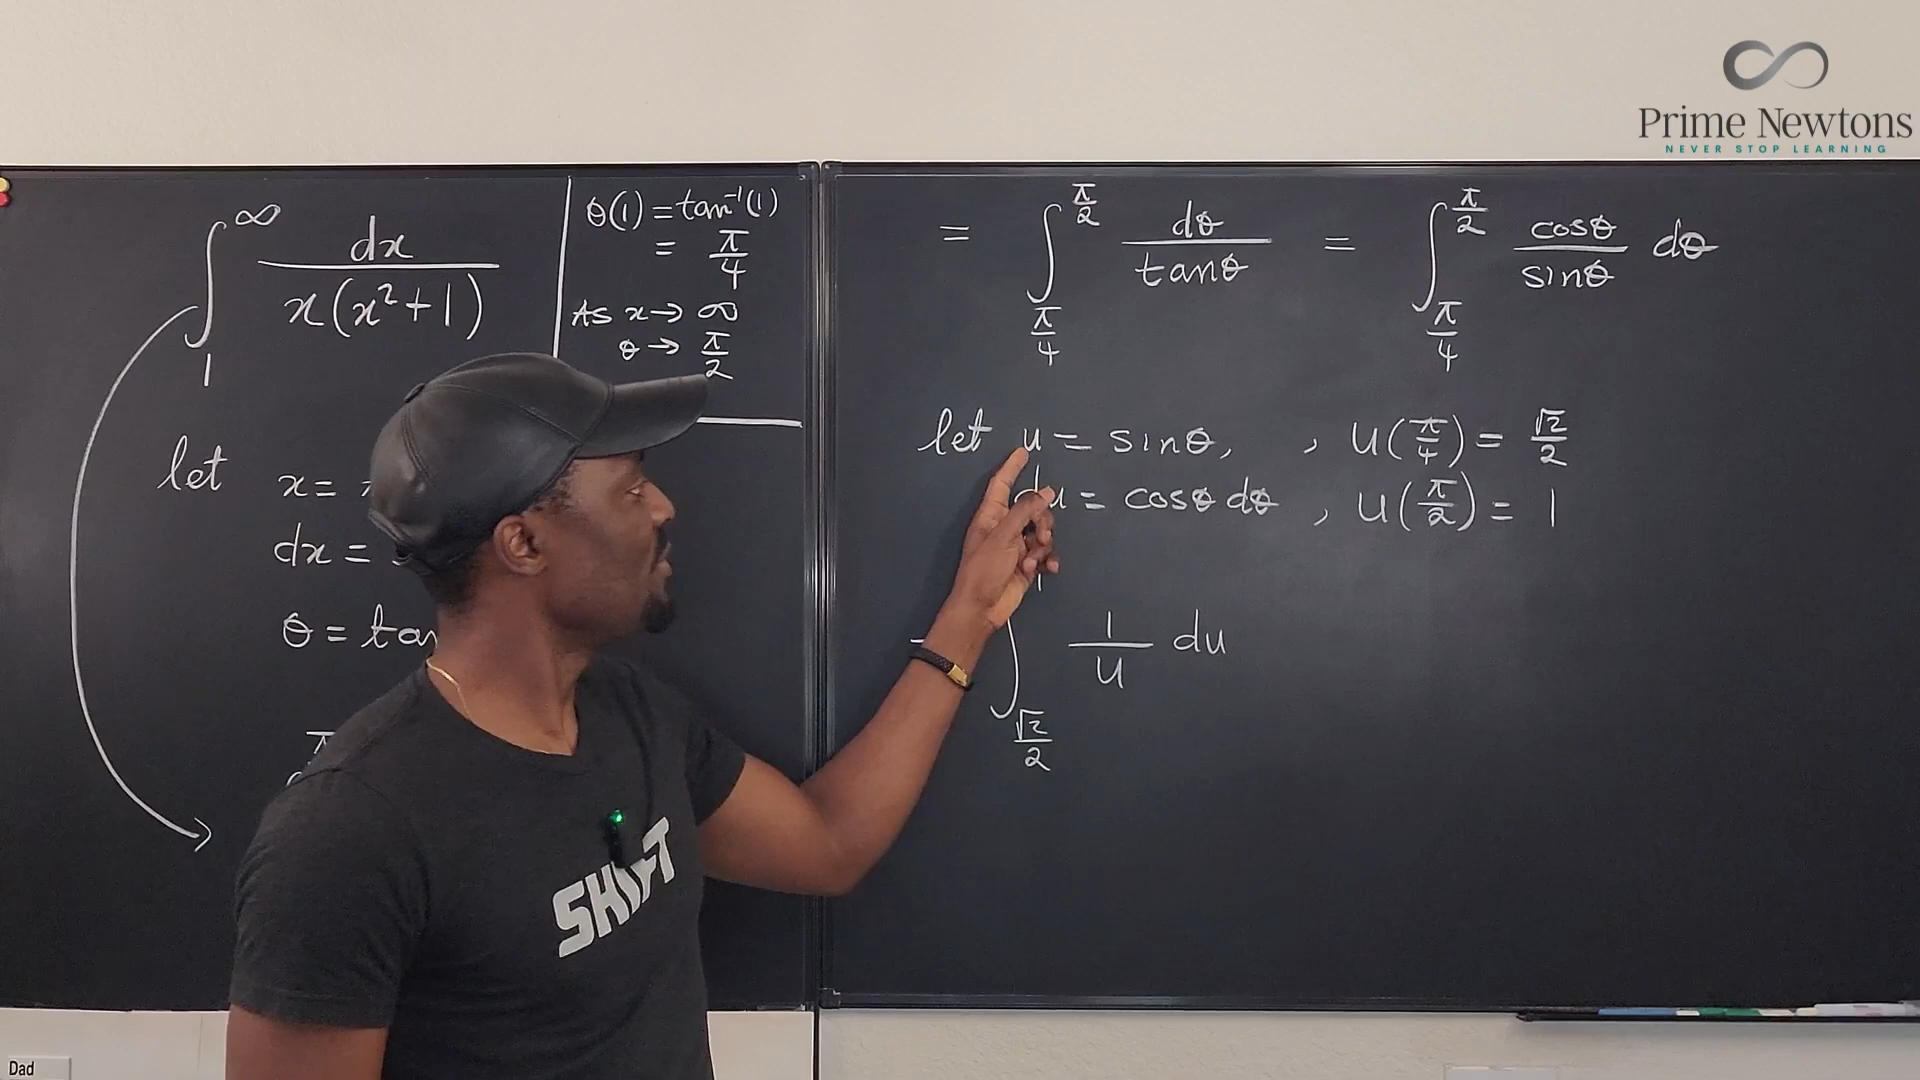 Prime Newtons
NEVER STOP LEARNING
∫₁^∞ dx / x(x²+1)
θ(1) = tan⁻¹(1)
= π/4
As x → ∞
θ → π/2
let x =
dx =
θ = tan
= ∫_{π/4}^{π/2} dθ / tanθ = ∫_{π/4}^{π/2} cosθ / sinθ dθ
let u = sinθ, , u(π/4) = √2/2
du = cosθ dθ , u(π/2) = 1
∫_{√2/2}^{1} 1/u du
SHIFT
Dad